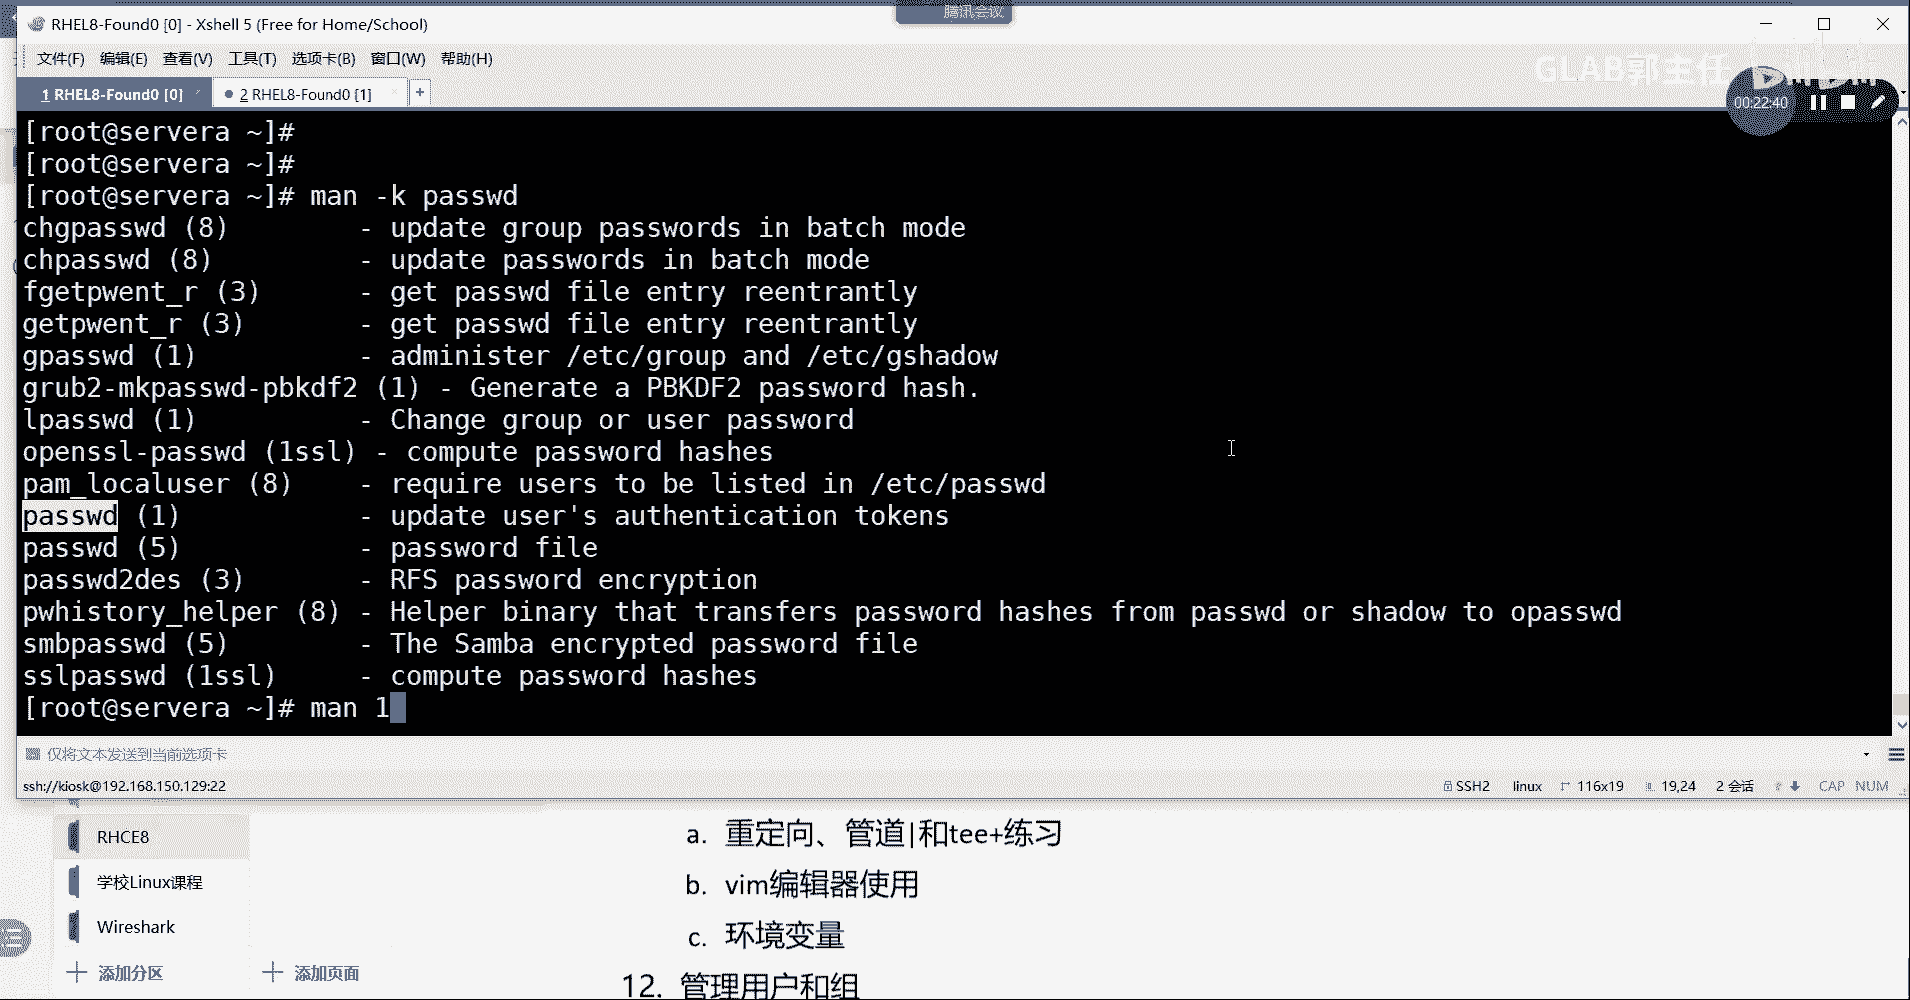 腾讯会议
RHEL8-Found0 [0] - Xshell 5 (Free for Home/School)
文件(F) 编辑(E) 查看(V) 工具(T) 选项卡(B) 窗口(W) 帮助(H)
GLAB郭主任
1 RHEL8-Found0 [0] 2 RHEL8-Found0 [1] +
00:22:40
[root@servera ~]#
[root@servera ~]#
[root@servera ~]# man -k passwd
chgpasswd (8) - update group passwords in batch mode
chpasswd (8) - update passwords in batch mode
fgetpwent_r (3) - get passwd file entry reentrantly
getpwent_r (3) - get passwd file entry reentrantly
gpasswd (1) - administer /etc/group and /etc/gshadow
grub2-mkpasswd-pbkdf2 (1) - Generate a PBKDF2 password hash.
lpasswd (1) - Change group or user password
openssl-passwd (1ssl) - compute password hashes
pam_localuser (8) - require users to be listed in /etc/passwd
passwd (1) - update user's authentication tokens
passwd (5) - password file
passwd2des (3) - RFS password encryption
pwhistory_helper (8) - Helper binary that transfers password hashes from passwd or shadow to opasswd
smbpasswd (5) - The Samba encrypted password file
sslpasswd (1ssl) - compute password hashes
[root@servera ~]# man 1
仅将文本发送到当前选项卡
ssh://kiosk@192.168.150.129:22 SSH2 linux 116x19 19,24 2 会话 CAP NUM
RHCE8
学校Linux课程
Wireshark
添加分区 添加页面
a. 重定向、管道|和tee+练习
b. vim编辑器使用
c. 环境变量
12. 管理用户和组